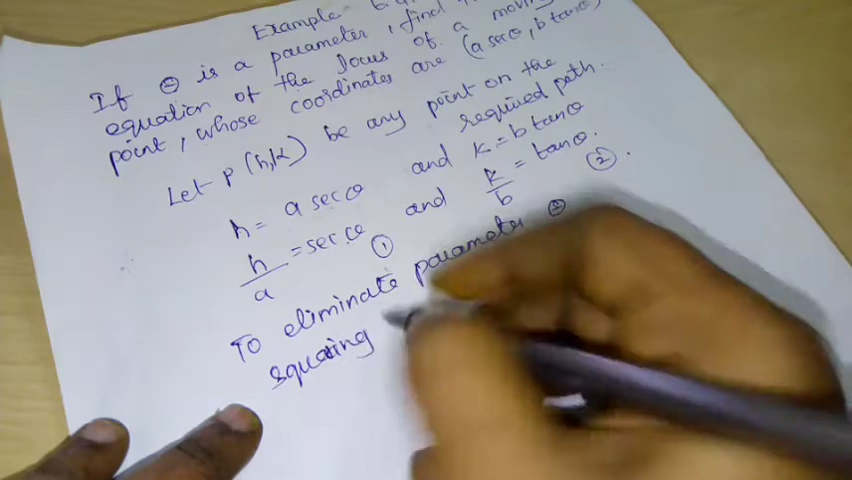 Example
If Θ is a parameter, find
equation of the locus of a moving
point, whose coordinates are (a secθ, b tanθ)
Let P (h,k) be any point on the
required path.
h = a secθ and k = b tanθ
h/a = secθ ① and k/b = tanθ. ②
To eliminate parameter Θ
squaring